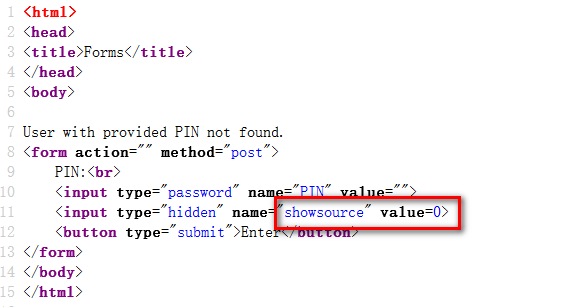 1 <html>
2 <head>
3 <title>Forms</title>
4 </head>
5 <body>
6
7 User with provided PIN not found.
8 <form action="" method="post">
9 PIN:<br>
10 <input type="password" name="PIN" value="">
11 <input type="hidden" name="showsource" value=0>
12 <button type="submit">Enter</button>
13 </form>
14 </body>
15 </html>
16